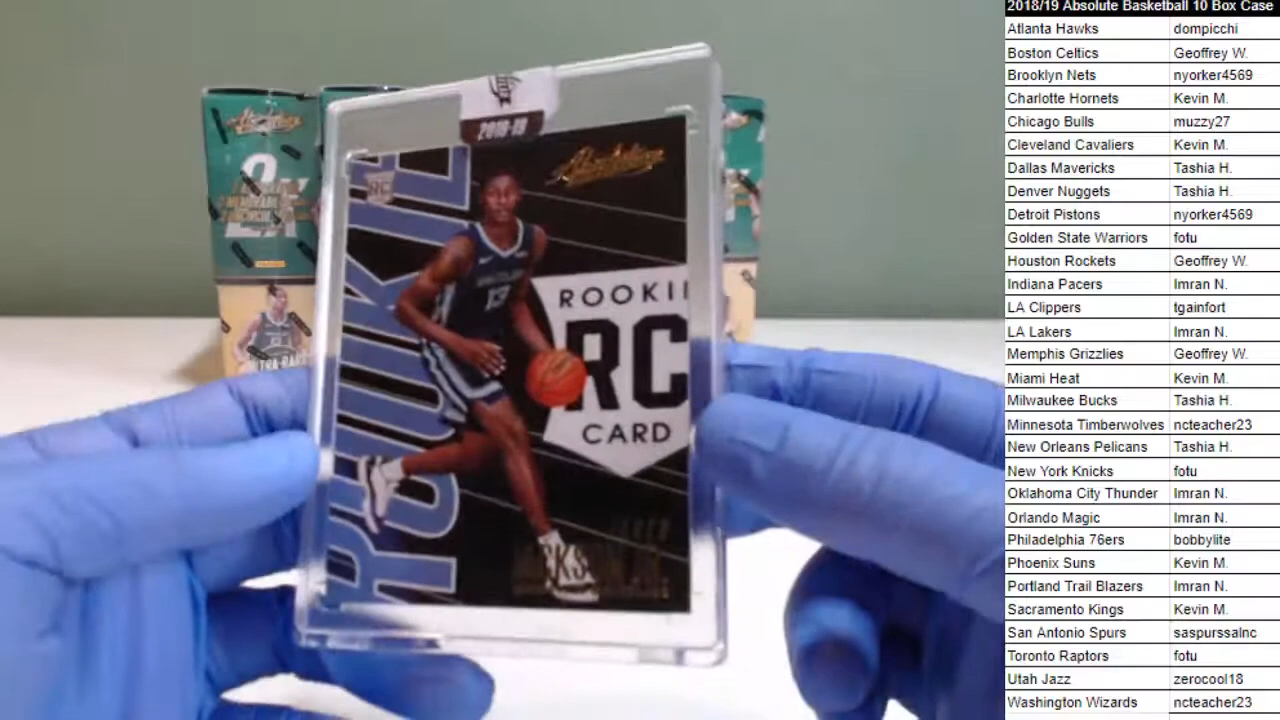 2018/19 Absolute Basketball 10 Box Case
Atlanta Hawks dompicchi
Boston Celtics Geoffrey W.
Brooklyn Nets nyorker4569
Charlotte Hornets Kevin M.
Chicago Bulls muzzy27
Cleveland Cavaliers Kevin M.
Dallas Mavericks Tashia H.
Denver Nuggets Tashia H.
Detroit Pistons nyorker4569
Golden State Warriors fotu
Houston Rockets Geoffrey W.
Indiana Pacers Imran N.
LA Clippers tgainfort
LA Lakers Imran N.
Memphis Grizzlies Geoffrey W.
Miami Heat Kevin M.
Milwaukee Bucks Tashia H.
Minnesota Timberwolves ncteacher23
New Orleans Pelicans Tashia H.
New York Knicks fotu
Oklahoma City Thunder Imran N.
Orlando Magic Imran N.
Philadelphia 76ers bobbylite
Phoenix Suns Kevin M.
Portland Trail Blazers Imran N.
Sacramento Kings Kevin M.
San Antonio Spurs saspurssalnc
Toronto Raptors fotu
Utah Jazz zerocool18
Washington Wizards ncteacher23
2018-19
Absolute
RC
ROOKIE
13
ROOKI
RC
CARD